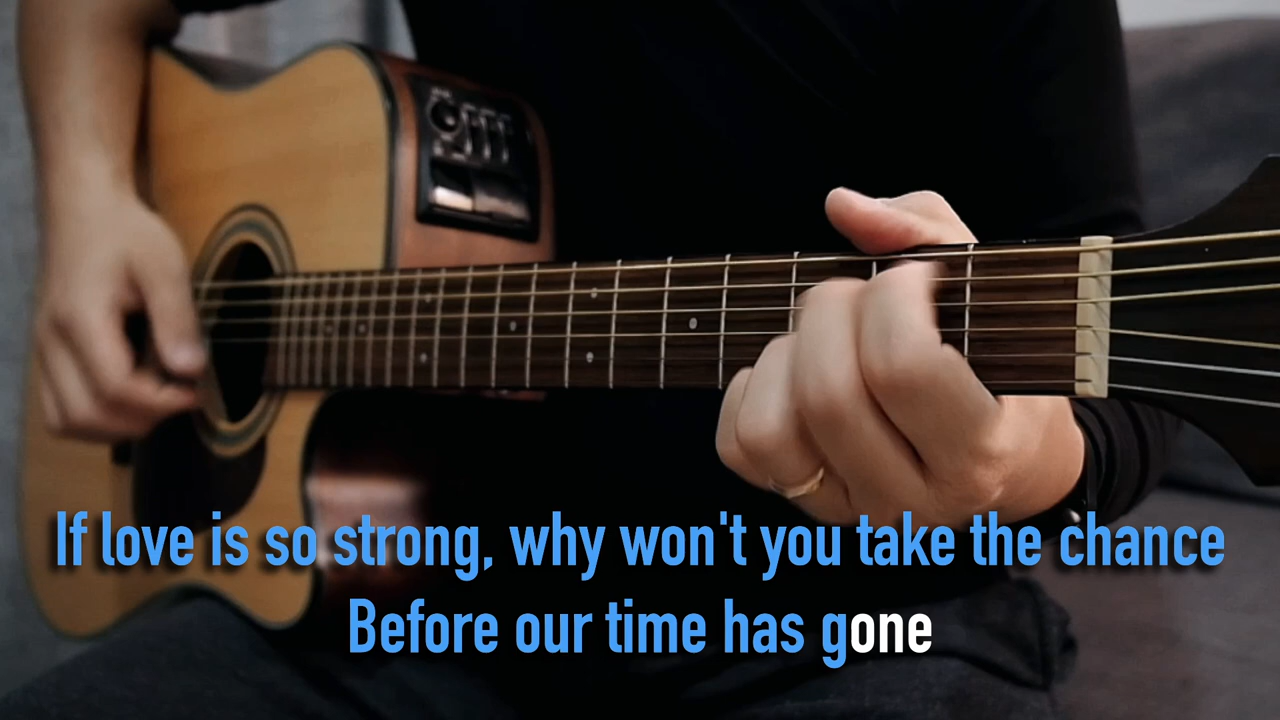 If love is so strong, why won't you take the chance
Before our time has gone